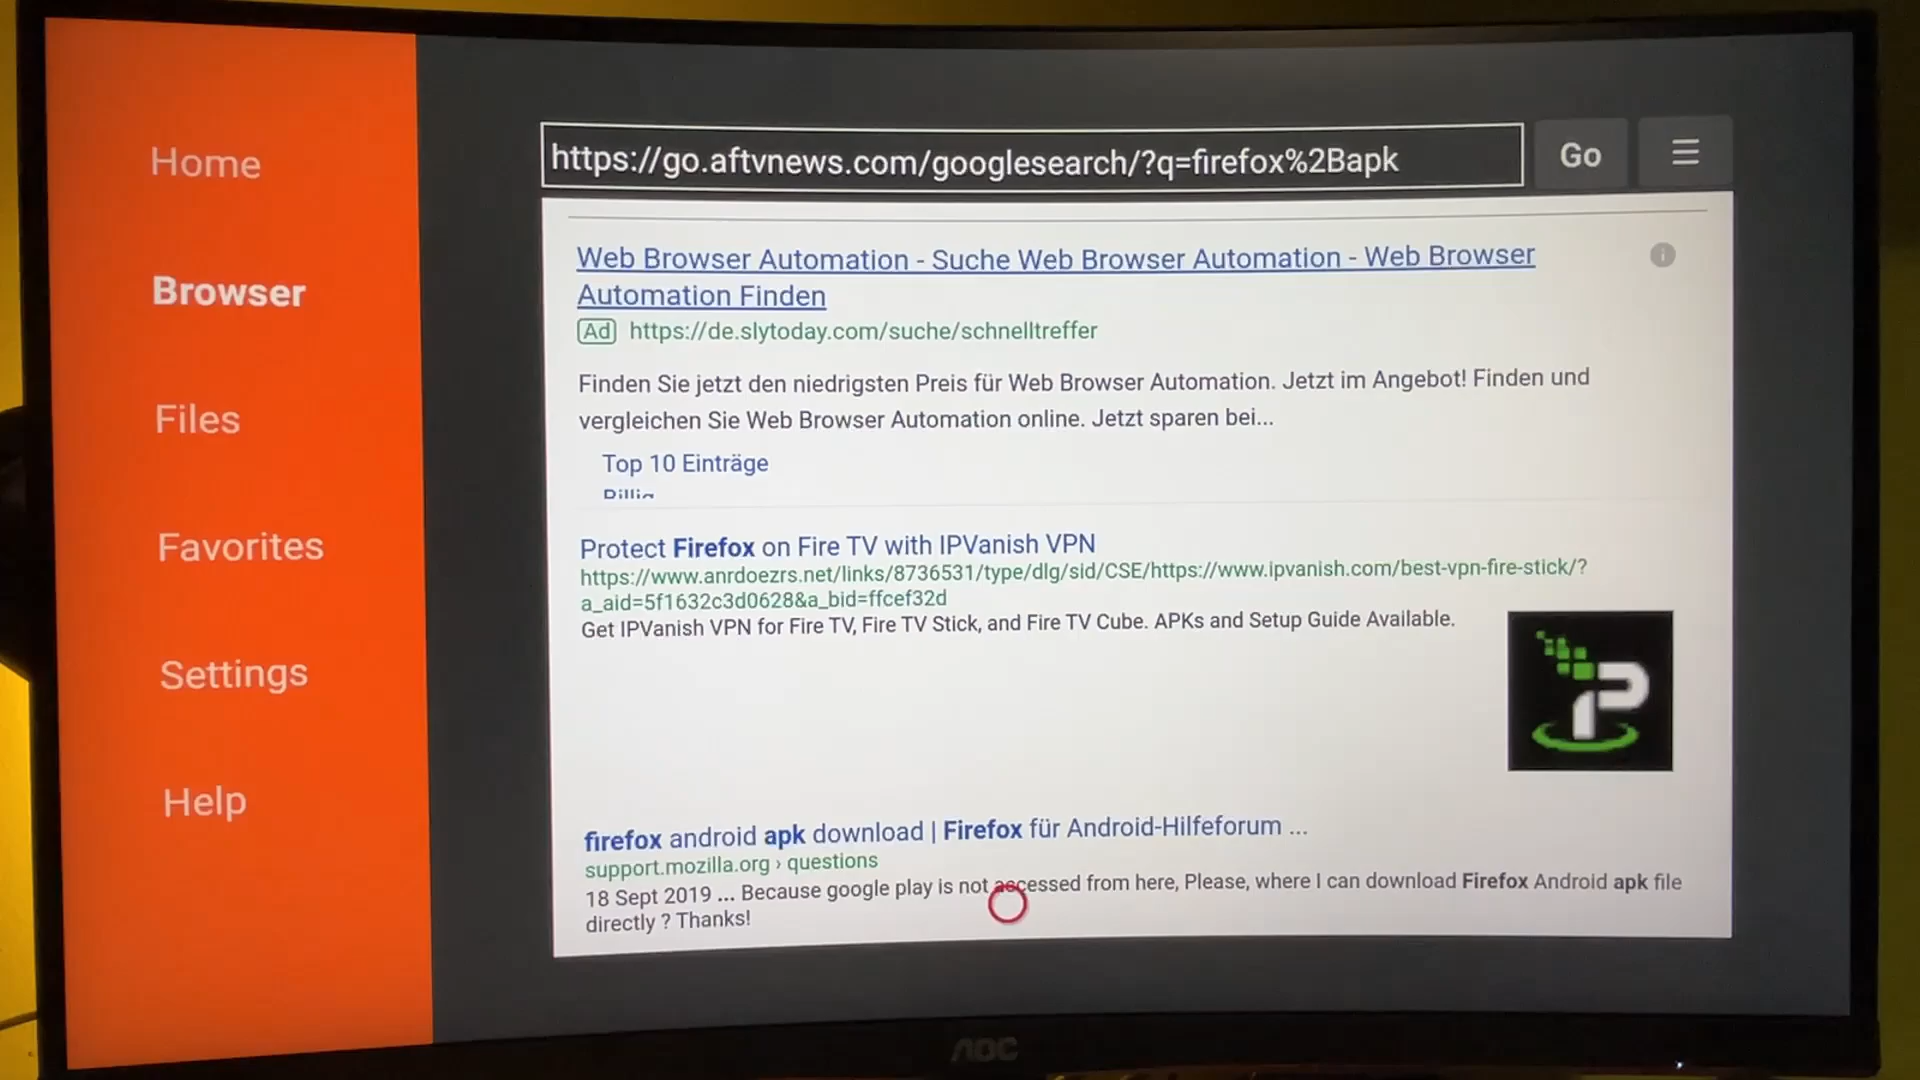 Home
Browser
Files
Favorites
Settings
Help
https://go.aftvnews.com/googlesearch/?q=firefox%2Bapk
Go
Web Browser Automation - Suche Web Browser Automation - Web Browser
Automation Finden
Ad https://de.slytoday.com/suche/schnelltreffer
Finden Sie jetzt den niedrigsten Preis für Web Browser Automation. Jetzt im Angebot! Finden und
vergleichen Sie Web Browser Automation online. Jetzt sparen bei...
Top 10 Einträge
Protect Firefox on Fire TV with IPVanish VPN
https://www.anrdoezrs.net/links/8736531/type/dlg/sid/CSE/https://www.ipvanish.com/best-vpn-fire-stick/?
a_aid=5f1632c3d0628&a_bid=ffcef32d
Get IPVanish VPN for Fire TV, Fire TV Stick, and Fire TV Cube. APKs and Setup Guide Available.
firefox android apk download | Firefox für Android-Hilfeforum ...
support.mozilla.org › questions
18 Sept 2019 ... Because google play is not accessed from here, Please, where I can download Firefox Android apk file
directly ? Thanks!
AOC